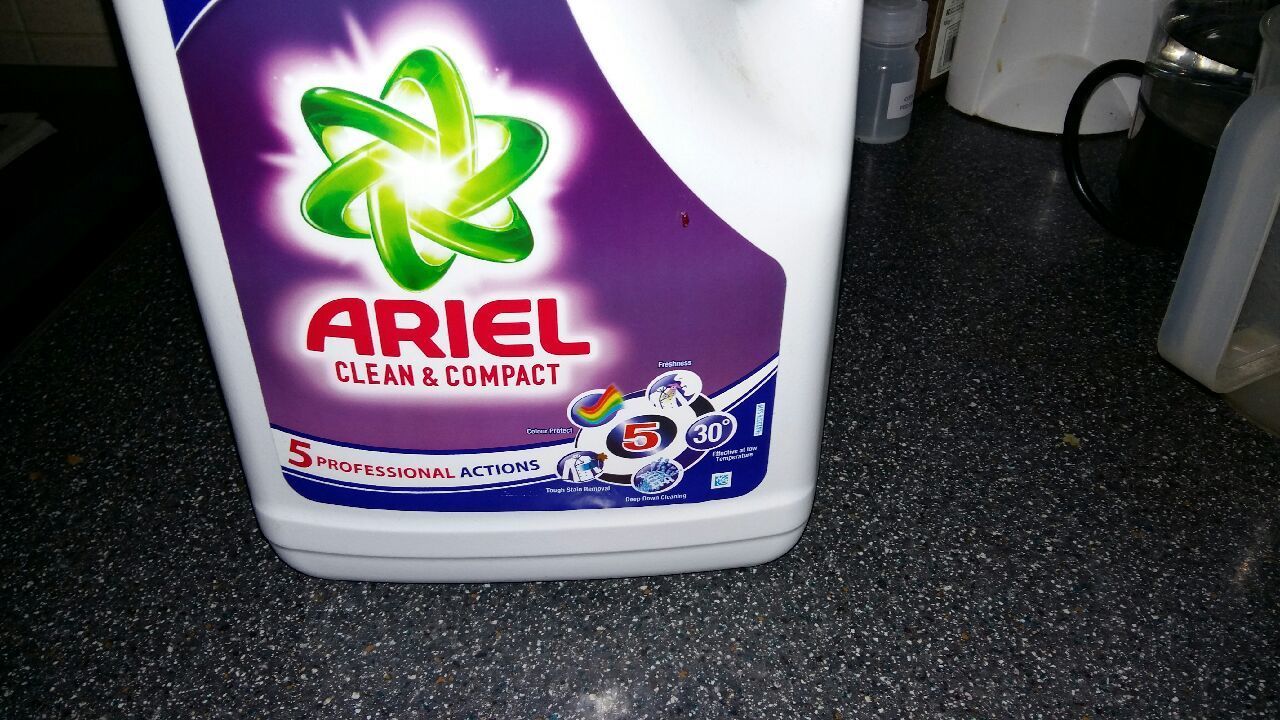 ARIEL
CLEAN & COMPACT
Freshness
Colour Protect
5
30°
Effective at low
Temperature
5 PROFESSIONAL ACTIONS
Tough Stain Removal
Deep Down Cleaning